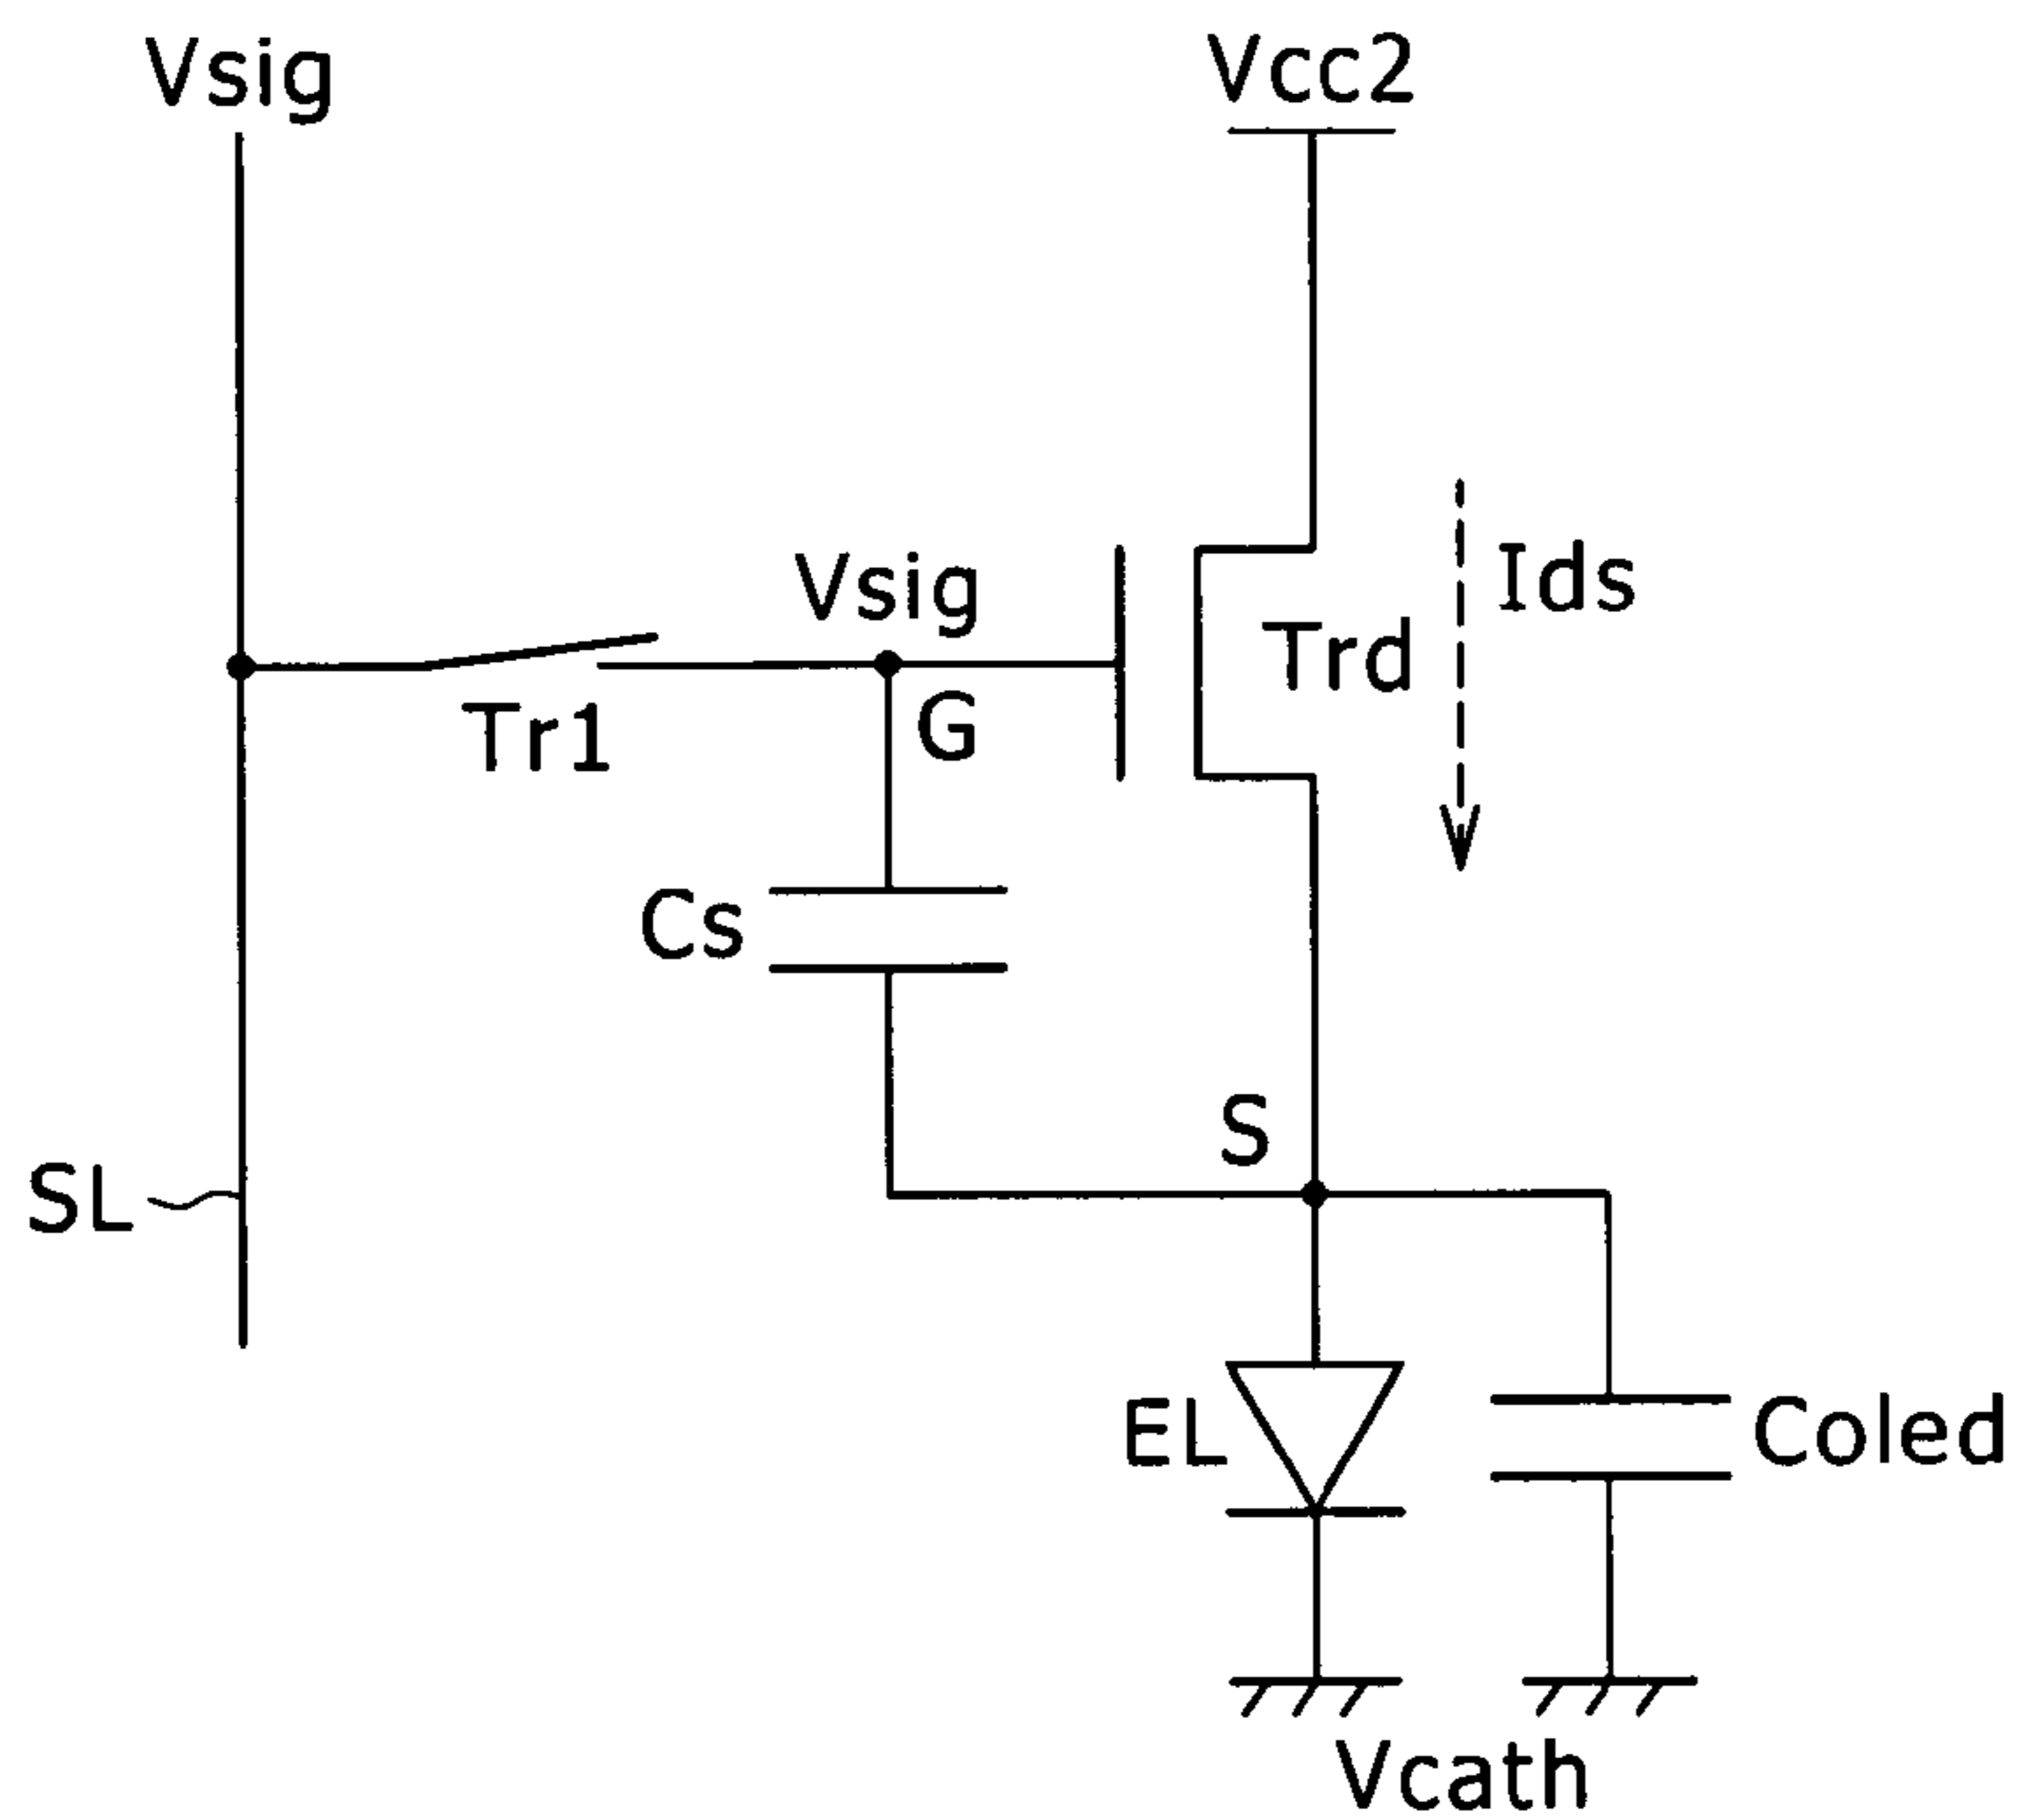 Vsig
Vcc2
Vsig
Ids
Trd
Tr1
G
Cs
S
SL
EL
Coled
Vcath